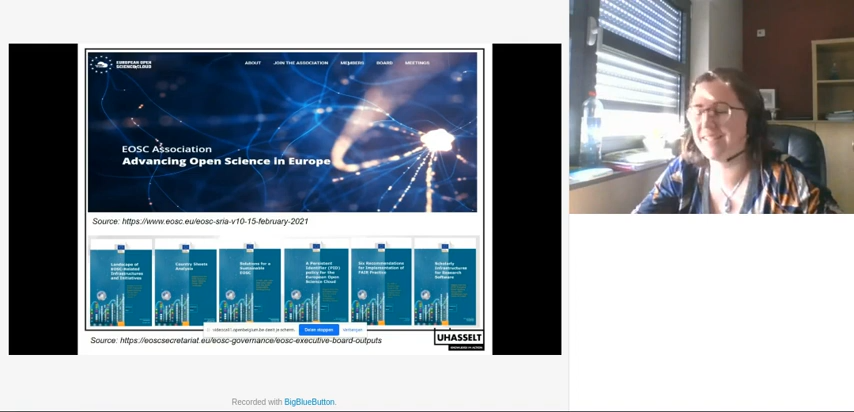 EUROPEAN OPEN
SCIENCE CLOUD
ABOUT JOIN THE ASSOCIATION MEMBERS BOARD MEETINGS
EOSC Association
Advancing Open Science in Europe
Source: https://www.eosc.eu/eosc-sria-v10-15-february-2021
Landscape of
EOSC-Related
Infrastructures
and Initiatives
Country Sheets
Analysis
Solutions for a
Sustainable
EOSC
A Persistent
Identifier (PID)
policy for the
European Open
Science Cloud
Six Recommendations
for Implementation of
FAIR Practice
Scholarly
Infrastructures
for Research
Software
Delen stoppen
Verbergen
Source: https://eoscsecretariat.eu/eosc-governance/eosc-executive-board-outputs
UHASSELT
Recorded with BigBlueButton.